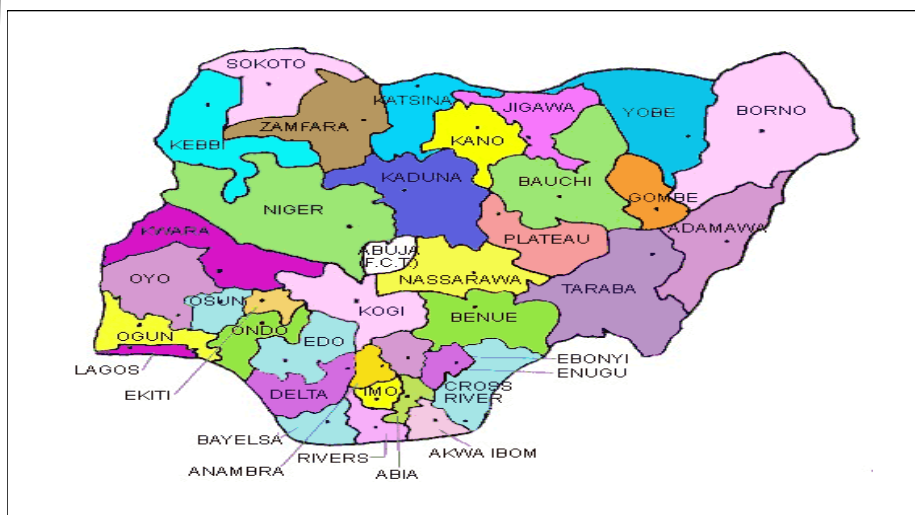 SOKOTO
KATSINA
JIGAWA
YOBE
BORNO
ZAMFARA
KANO
KEBBI
KADUNA
BAUCHI
NIGER
GOMBE
ADAMAWA
KWARA
PLATEAU
ABUJA
(F.C.T.)
NASSARAWA
OYO
TARABA
OSUN
KOGI
BENUE
OGUN
ONDO
EDO
LAGOS
EBONYI
ENUGU
EKITI
DELTA
IMO
CROSS
RIVER
BAYELSA
RIVERS
AKWA IBOM
ANAMBRA
ABIA